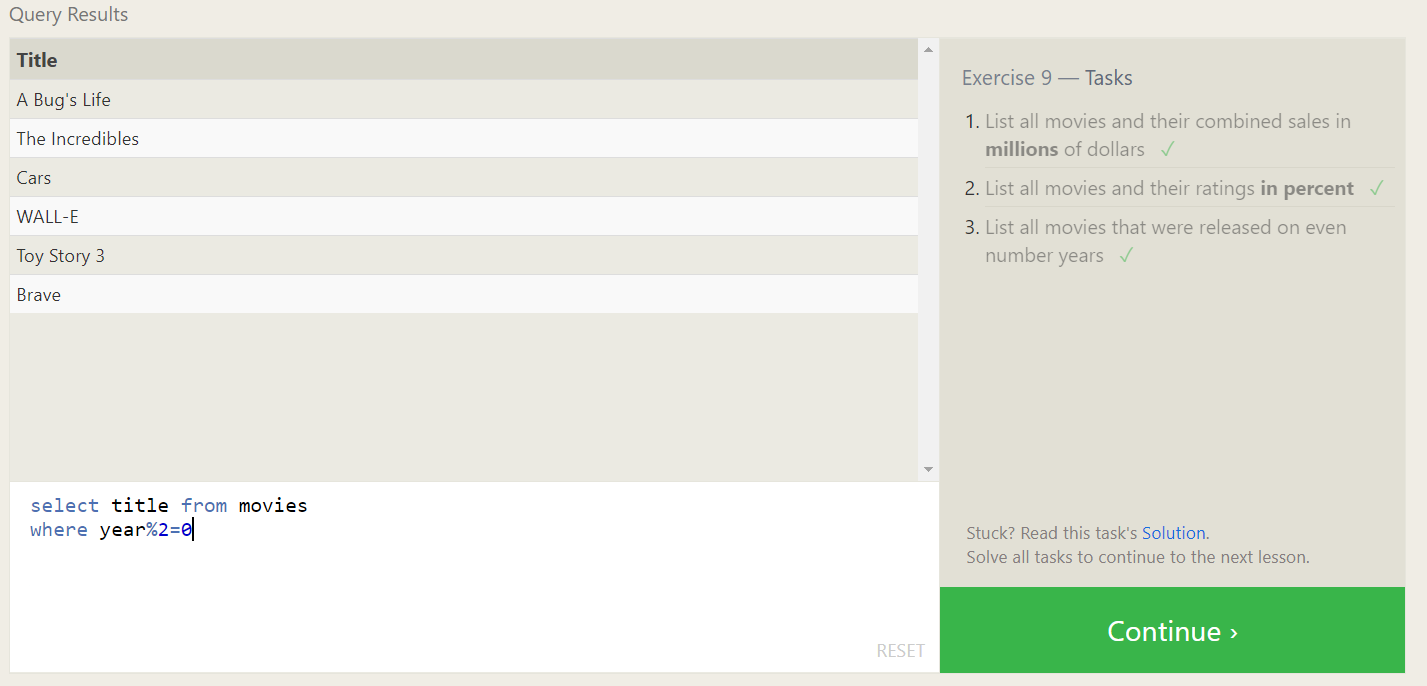 Query Results
Title
A Bug's Life
The Incredibles
Cars
WALL-E
Toy Story 3
Brave
select title from movies
where year%2=0
RESET
Exercise 9 — Tasks
1. List all movies and their combined sales in
millions of dollars ✓
2. List all movies and their ratings in percent ✓
3. List all movies that were released on even
number years ✓
Stuck? Read this task's Solution.
Solve all tasks to continue to the next lesson.
Continue ›